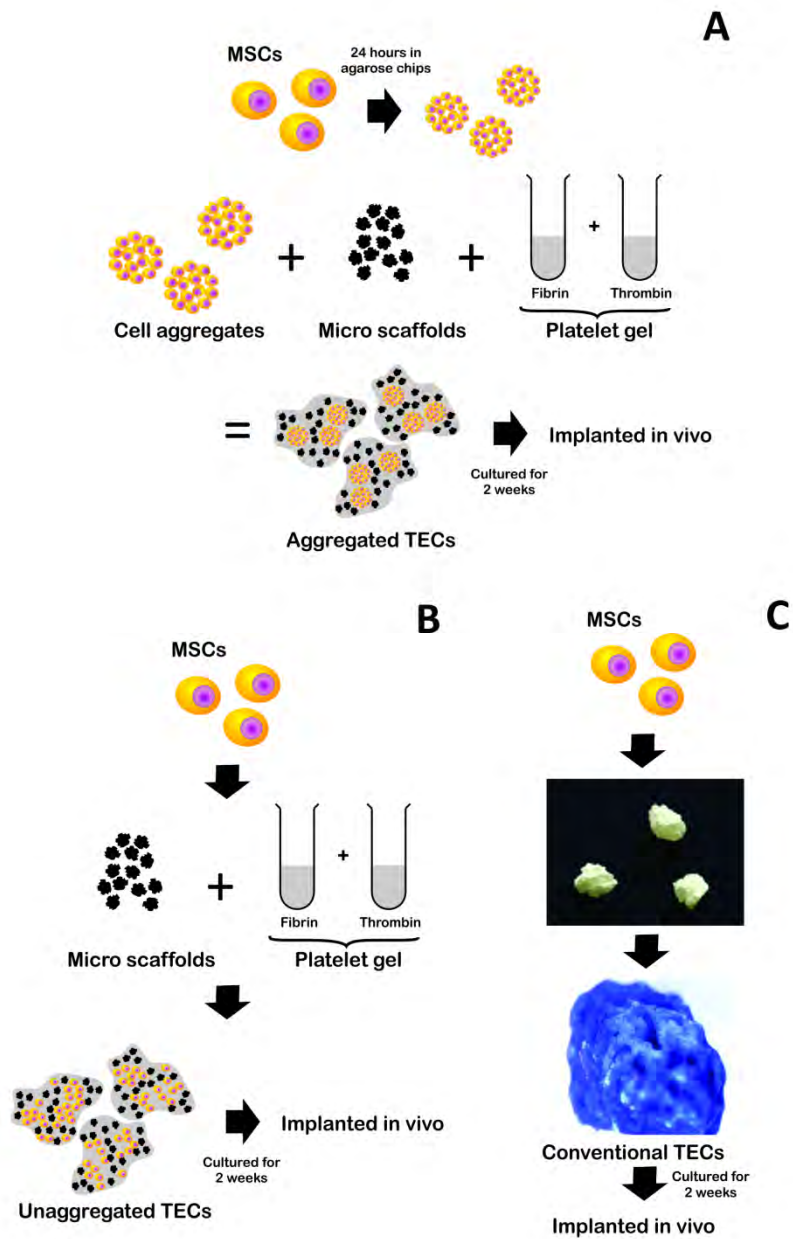 A
MSCs
24 hours in
agarose chips
+
+
+
Fibrin
Thrombin
Cell aggregates
Micro scaffolds
Platelet gel
=
Implanted in vivo
Cultured for
2 weeks
Aggregated TECs
B
MSCs
+
+
Fibrin
Thrombin
Micro scaffolds
Platelet gel
Implanted in vivo
Cultured for
2 weeks
Unaggregated TECs
C
MSCs
Conventional TECs
Cultured for
2 weeks
Implanted in vivo